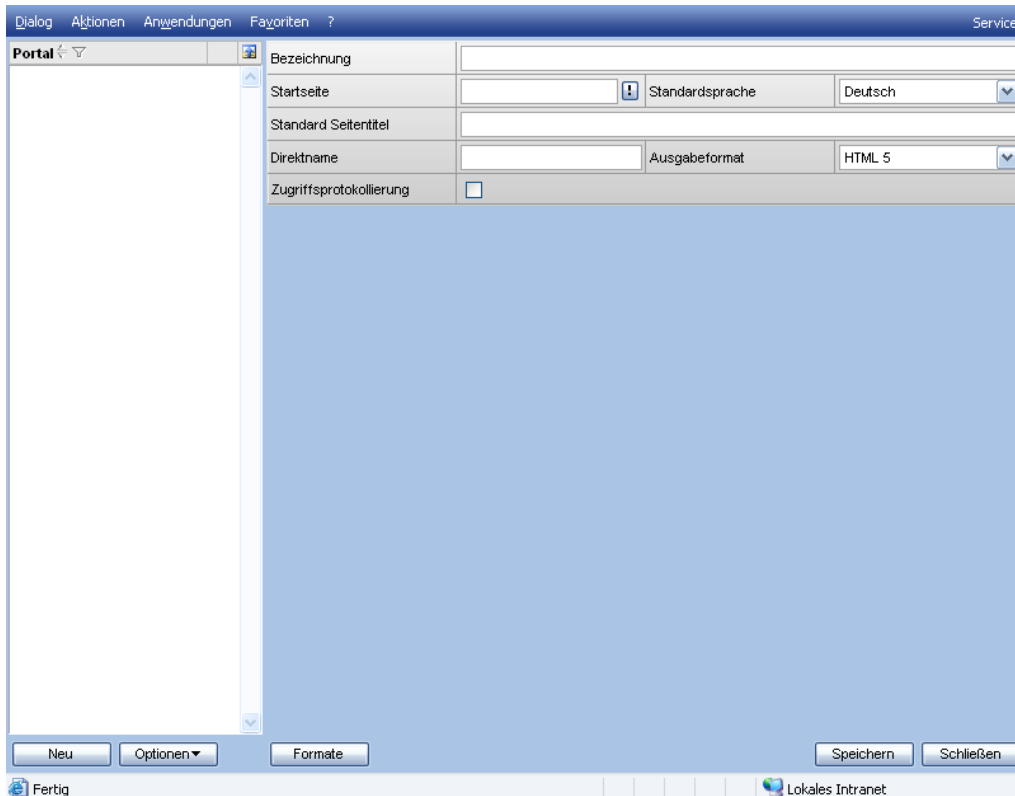 Dialog Aktionen Anwendungen Favoriten ? Service
Portal
Bezeichnung
Startseite Standardsprache Deutsch
Standard Seitentitel
Direktname Ausgabeformat HTML 5
Zugriffsprotokollierung
Neu Optionen Formate Speichern Schließen
Fertig Lokales Intranet